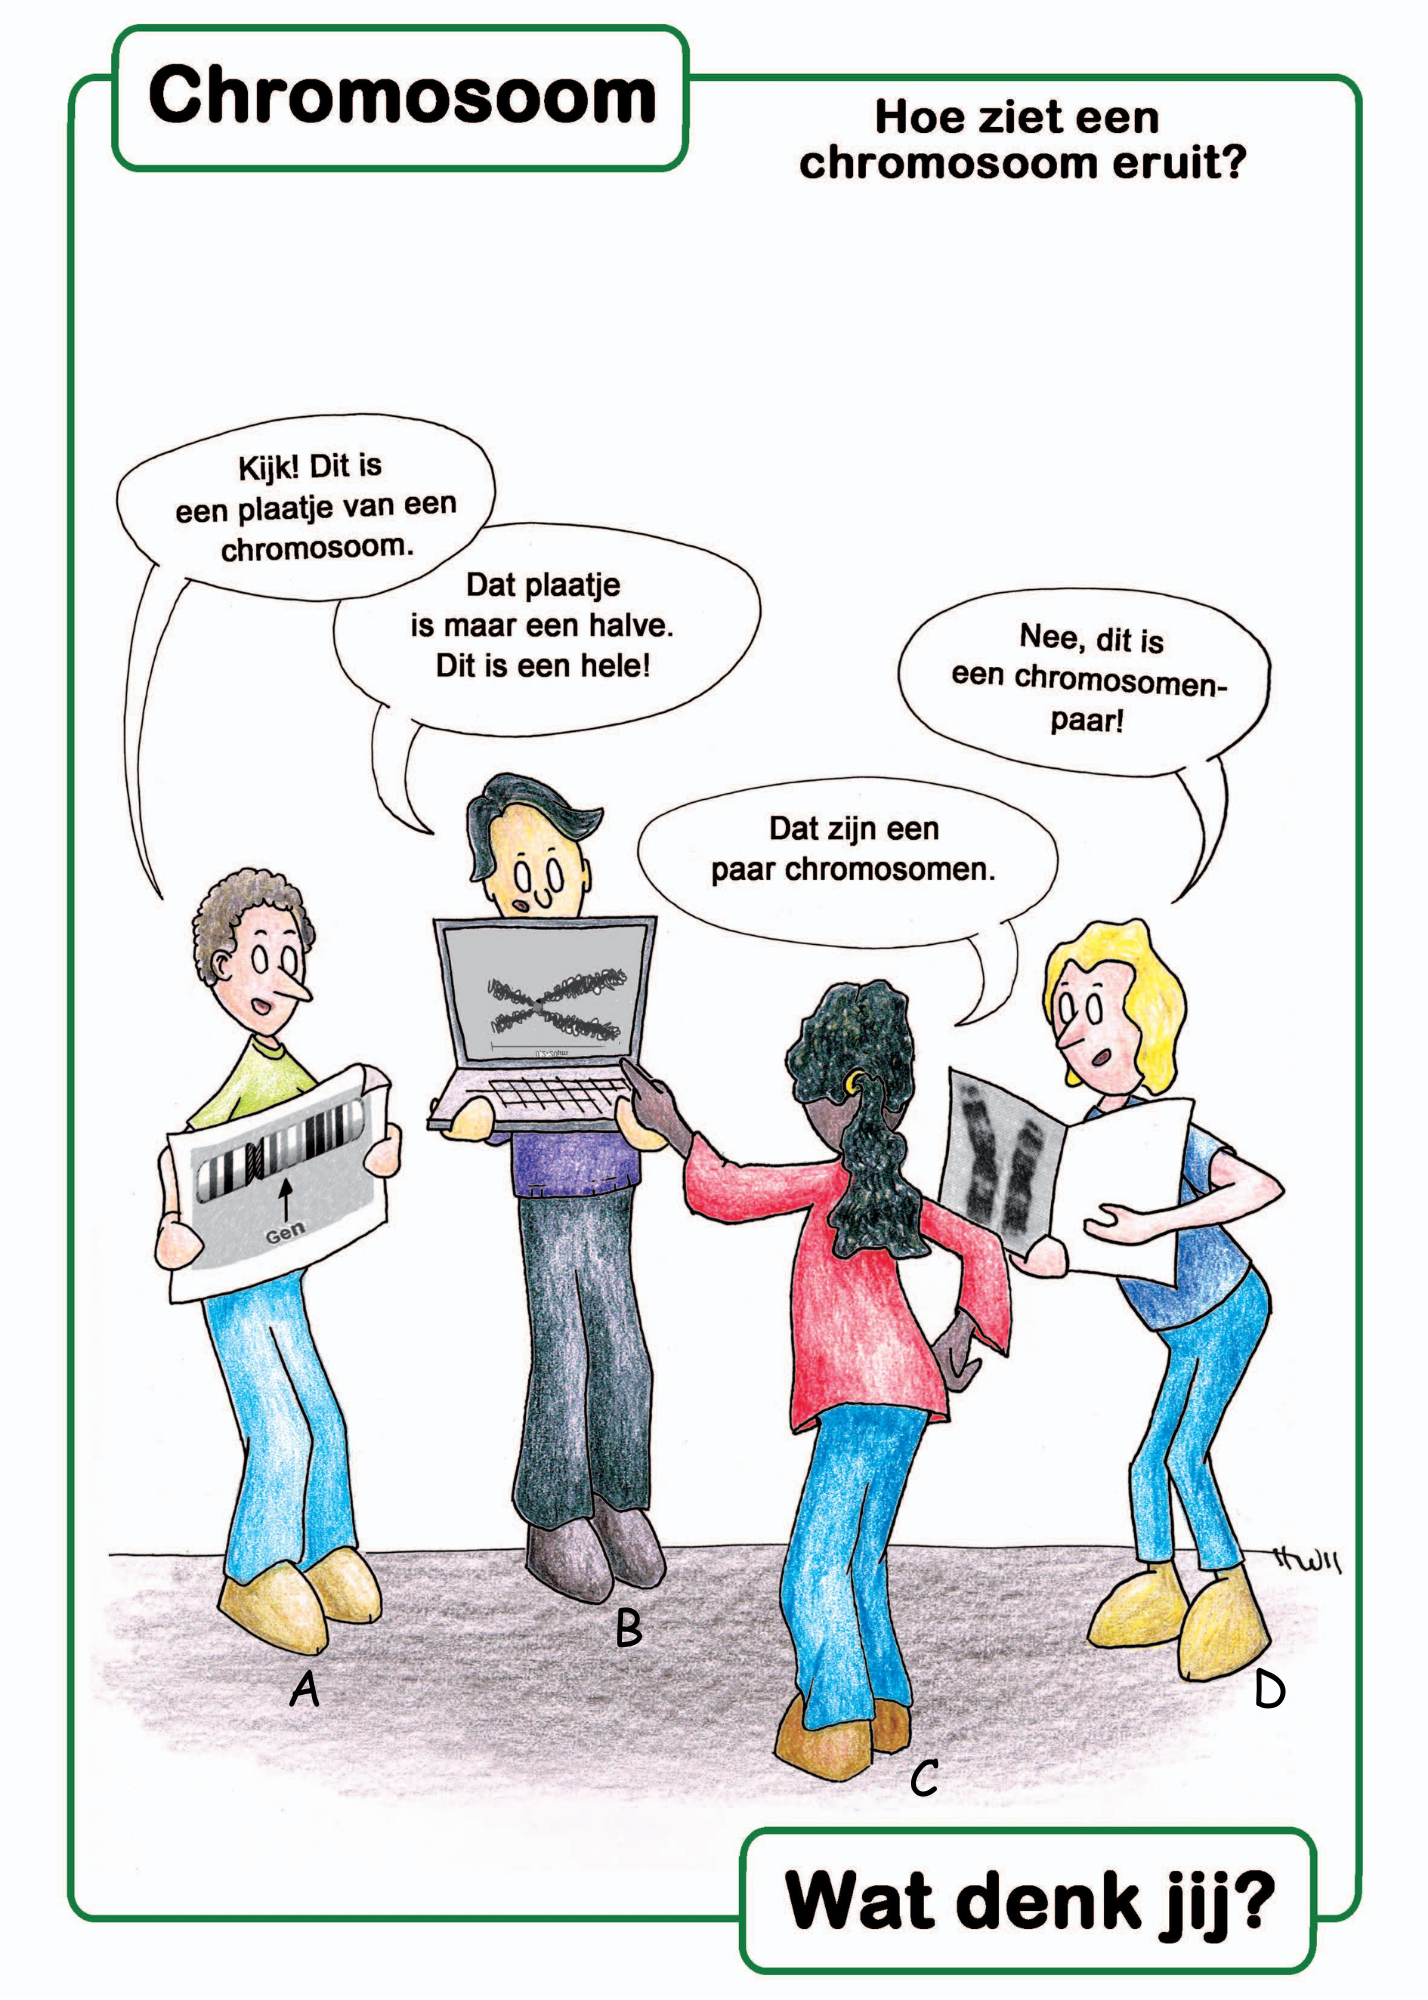 Chromosoom
Hoe ziet een
chromosoom eruit?
Kijk! Dit is
een plaatje van een
chromosoom.
Dat plaatje
is maar een halve.
Dit is een hele!
Nee, dit is
een chromosomen-
paar!
Dat zijn een
paar chromosomen.
Gen
A
B
C
D
Wat denk jij?